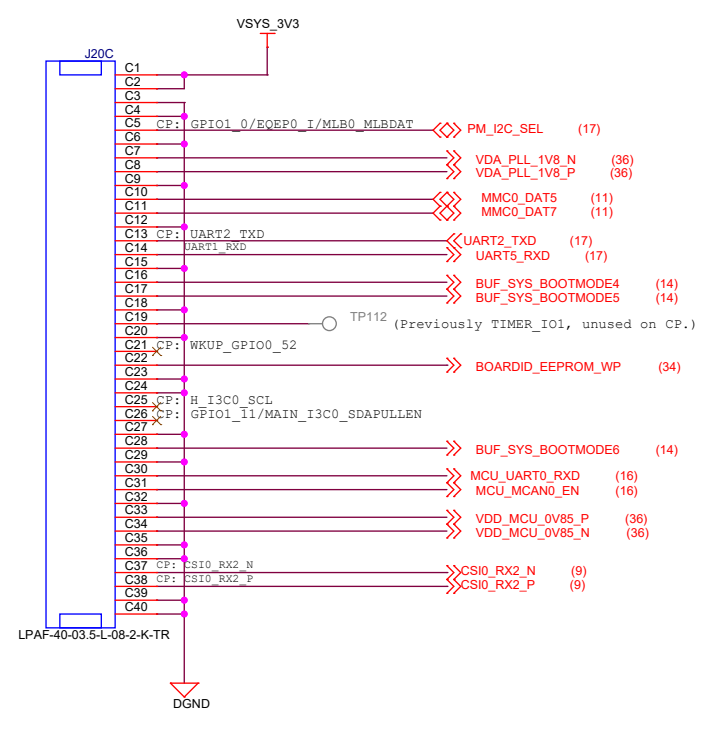 VSYS_3V3
J20C
C1
C2
C3
C4
C5 CP: GPIO1_0/EQEP0_I/MLB0_MLBDAT PM_I2C_SEL (17)
C6
C7 VDA_PLL_1V8_N (36)
C8 VDA_PLL_1V8_P (36)
C9
C10 MMC0_DAT5 (11)
C11 MMC0_DAT7 (11)
C12
C13 CP: UART2_TXD UART2_TXD (17)
C14 UART1_RXD UART5_RXD (17)
C15
C16 BUF_SYS_BOOTMODE4 (14)
C17 BUF_SYS_BOOTMODE5 (14)
C18
C19 TP112 (Previously TIMER_IO1, unused on CP.)
C20
C21 CP: WKUP_GPIO0_52
C22 BOARDID_EEPROM_WP (34)
C23
C24
C25 CP: H_I3C0_SCL
C26 CP: GPIO1_11/MAIN_I3C0_SDAPULLEN
C27
C28 BUF_SYS_BOOTMODE6 (14)
C29
C30 MCU_UART0_RXD (16)
C31 MCU_MCAN0_EN (16)
C32
C33 VDD_MCU_0V85_P (36)
C34 VDD_MCU_0V85_N (36)
C35
C36
C37 CP: CSI0_RX2_N CSI0_RX2_N (9)
C38 CP: CSI0_RX2_P CSI0_RX2_P (9)
C39
C40
LPAF-40-03.5-L-08-2-K-TR
DGND